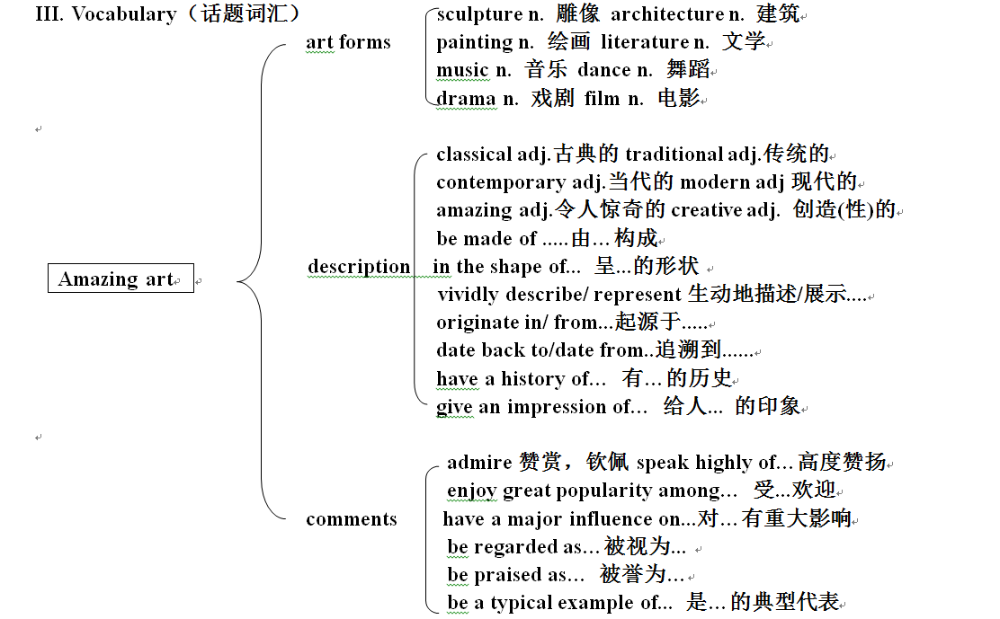 III. Vocabulary（话题词汇）
art forms
sculpture n. 雕像 architecture n. 建筑
painting n. 绘画 literature n. 文学
music n. 音乐 dance n. 舞蹈
drama n. 戏剧 film n. 电影
Amazing art
description
classical adj.古典的 traditional adj.传统的
contemporary adj.当代的 modern adj 现代的
amazing adj.令人惊奇的 creative adj. 创造(性)的
be made of .....由…构成
in the shape of... 呈...的形状
vividly describe/ represent 生动地描述/展示....
originate in/ from...起源于.....
date back to/date from..追溯到......
have a history of… 有…的历史
give an impression of… 给人... 的印象
comments
admire 赞赏，钦佩 speak highly of…高度赞扬
enjoy great popularity among… 受...欢迎
have a major influence on...对…有重大影响
be regarded as…被视为...
be praised as… 被誉为…
be a typical example of... 是…的典型代表